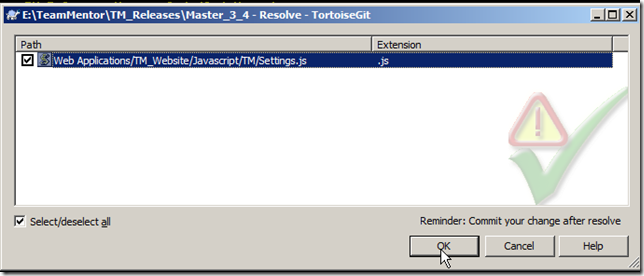 E:\TeamMentor\TM_Releases\Master_3_4 - Resolve - TortoiseGit
Path Extension
Web Applications/TM_Website/Javascript/TM/Settings.js .js
Select/deselect all
Reminder: Commit your change after resolve
OK Cancel Help